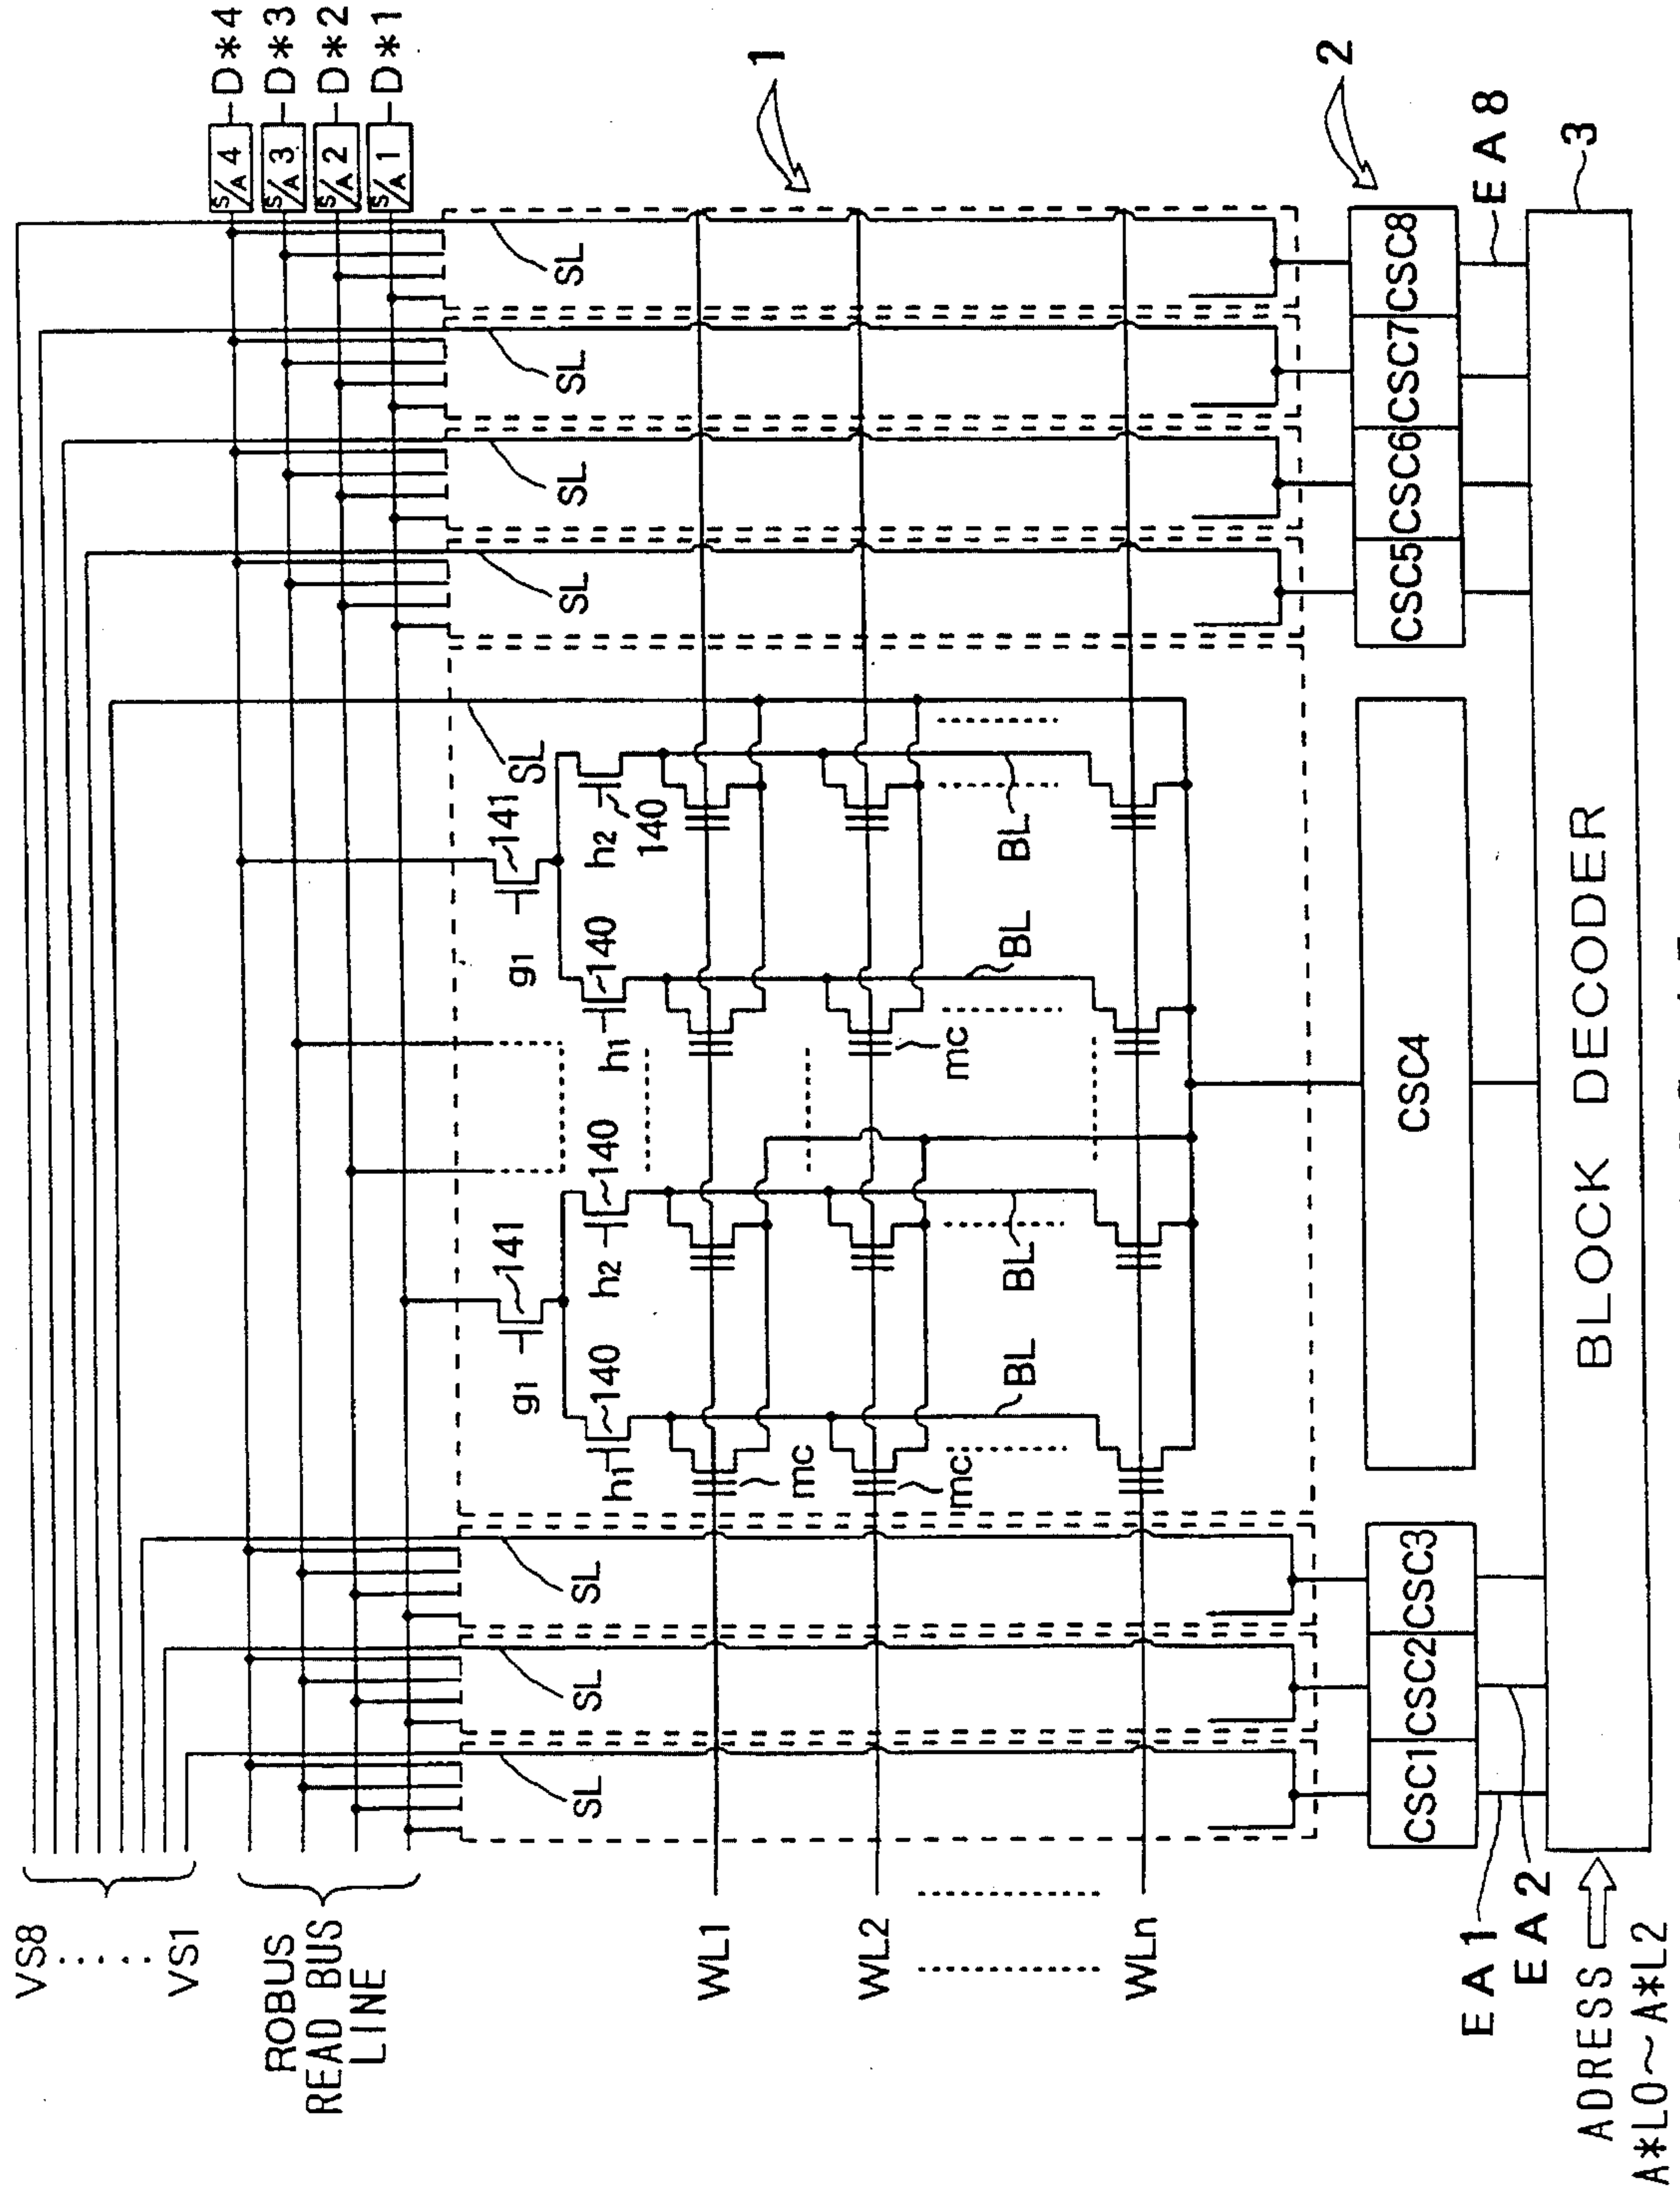 VS8
VS1
ROBUS
READ BUS
LINE
S/A 4
D*4
S/A 3
D*3
S/A 2
D*2
S/A 1
D*1
SL
SL
SL
SL
SL
SL
SL
SL
g1
141
g1
141
h1
140
h2
140
h1
140
h2
140
WL1
mc
WL2
mc
mc
BL
BL
BL
BL
WLn
1
2
CSC1
CSC2
CSC3
CSC4
CSC5
CSC6
CSC7
CSC8
EA1
EA2
EA8
3
ADRESS
A*L0~A*L2
BLOCK DECODER